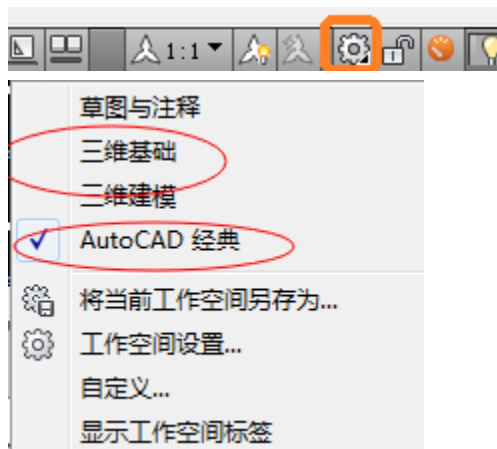 1:1
草图与注释
三维基础
三维建模
AutoCAD 经典
将当前工作空间另存为...
工作空间设置...
自定义...
显示工作空间标签